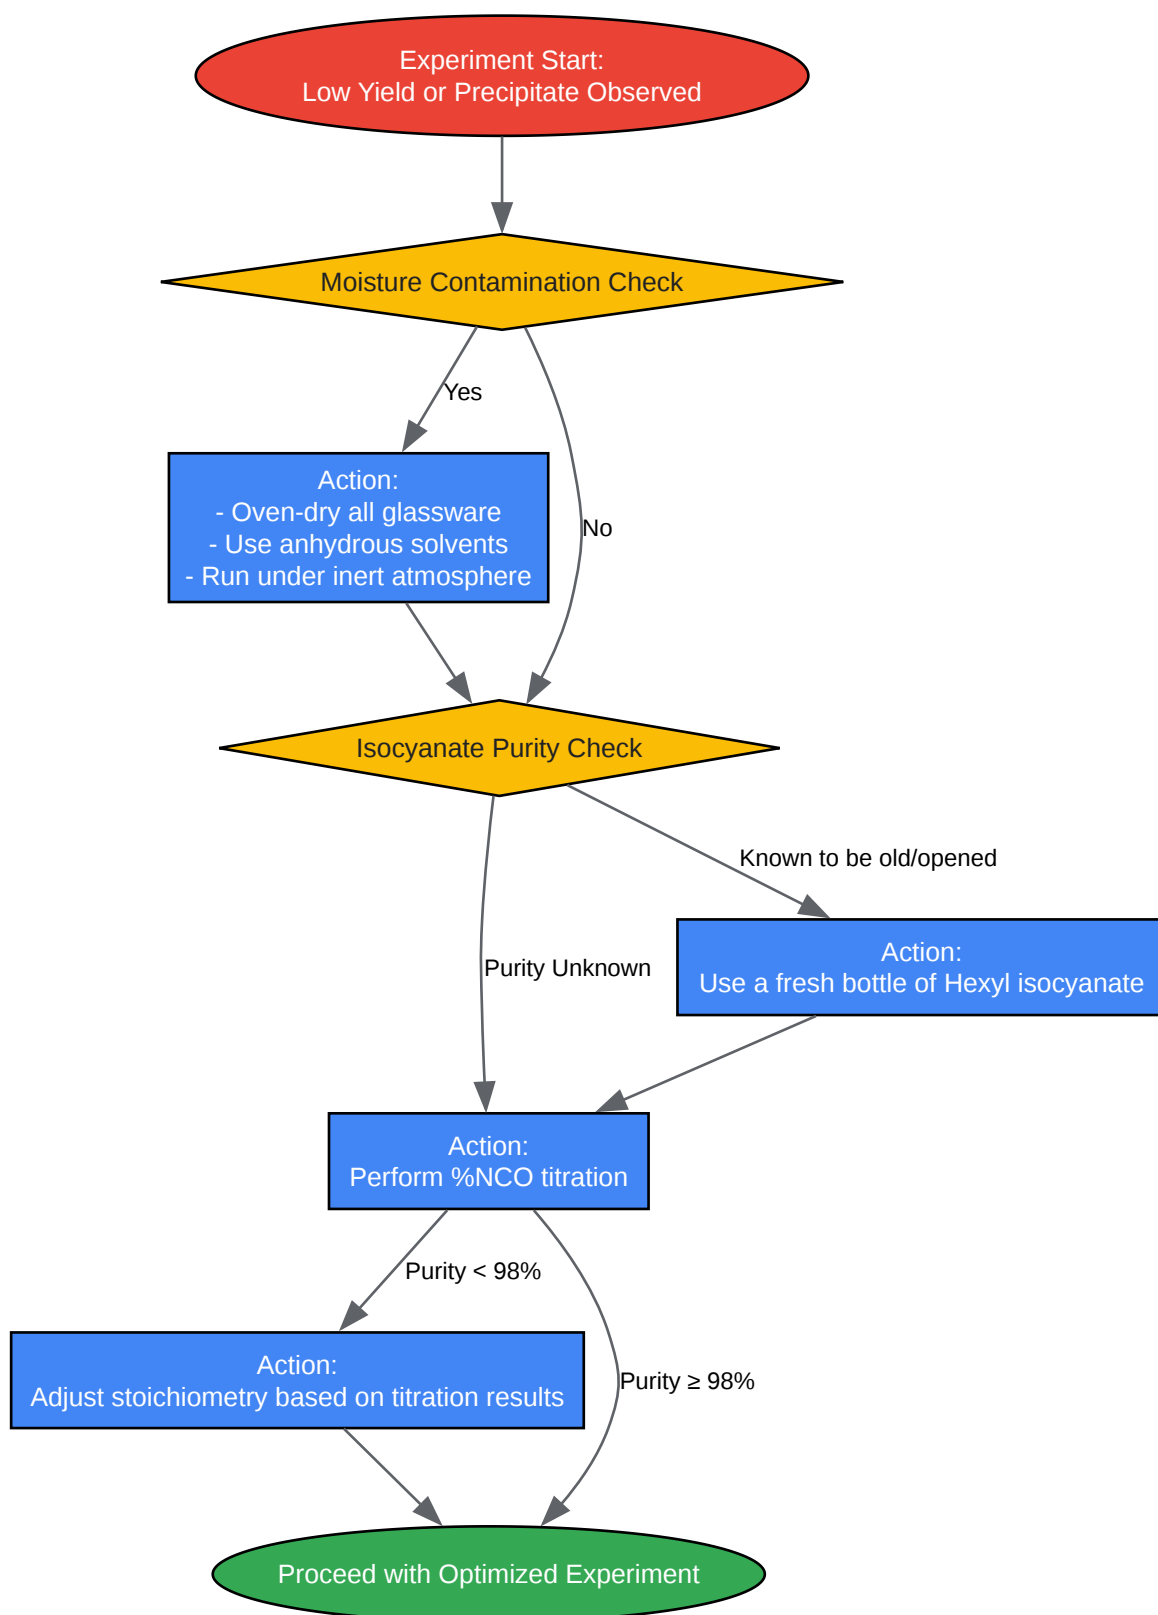 Experiment Start:
Low Yield or Precipitate Observed
Moisture Contamination Check
Yes
Action:
- Oven-dry all glassware
- Use anhydrous solvents
- Run under inert atmosphere
No
Isocyanate Purity Check
Known to be old/opened
Action:
Use a fresh bottle of Hexyl isocyanate
Purity Unknown
Action:
Perform %NCO titration
Purity < 98%
Action:
Adjust stoichiometry based on titration results
Purity ≥ 98%
Proceed with Optimized Experiment